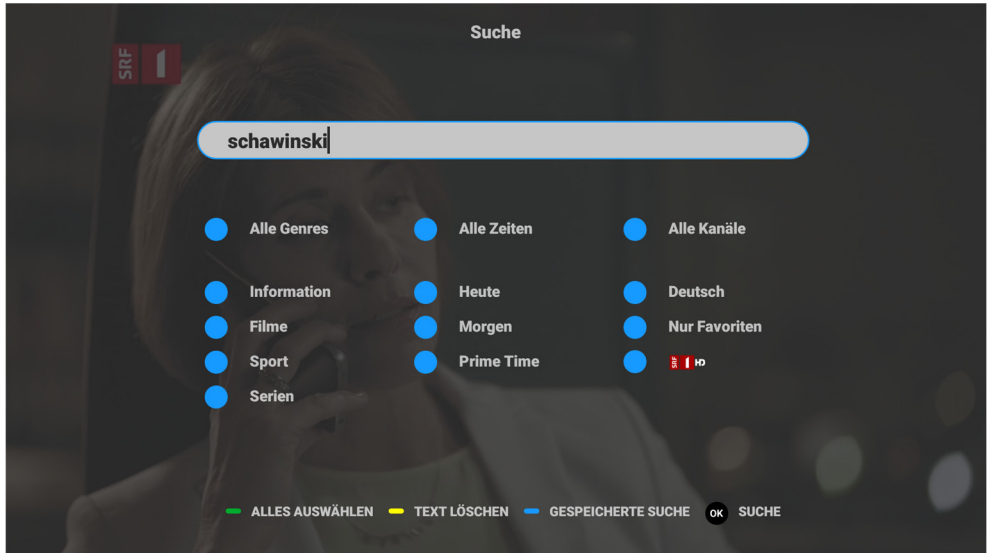 Suche
SRF 1
schawinski
Alle Genres Alle Zeiten Alle Kanäle
Information Heute Deutsch
Filme Morgen Nur Favoriten
Sport Prime Time SRF 1 HD
Serien
ALLES AUSWÄHLEN TEXT LÖSCHEN GESPEICHERTE SUCHE OK SUCHE